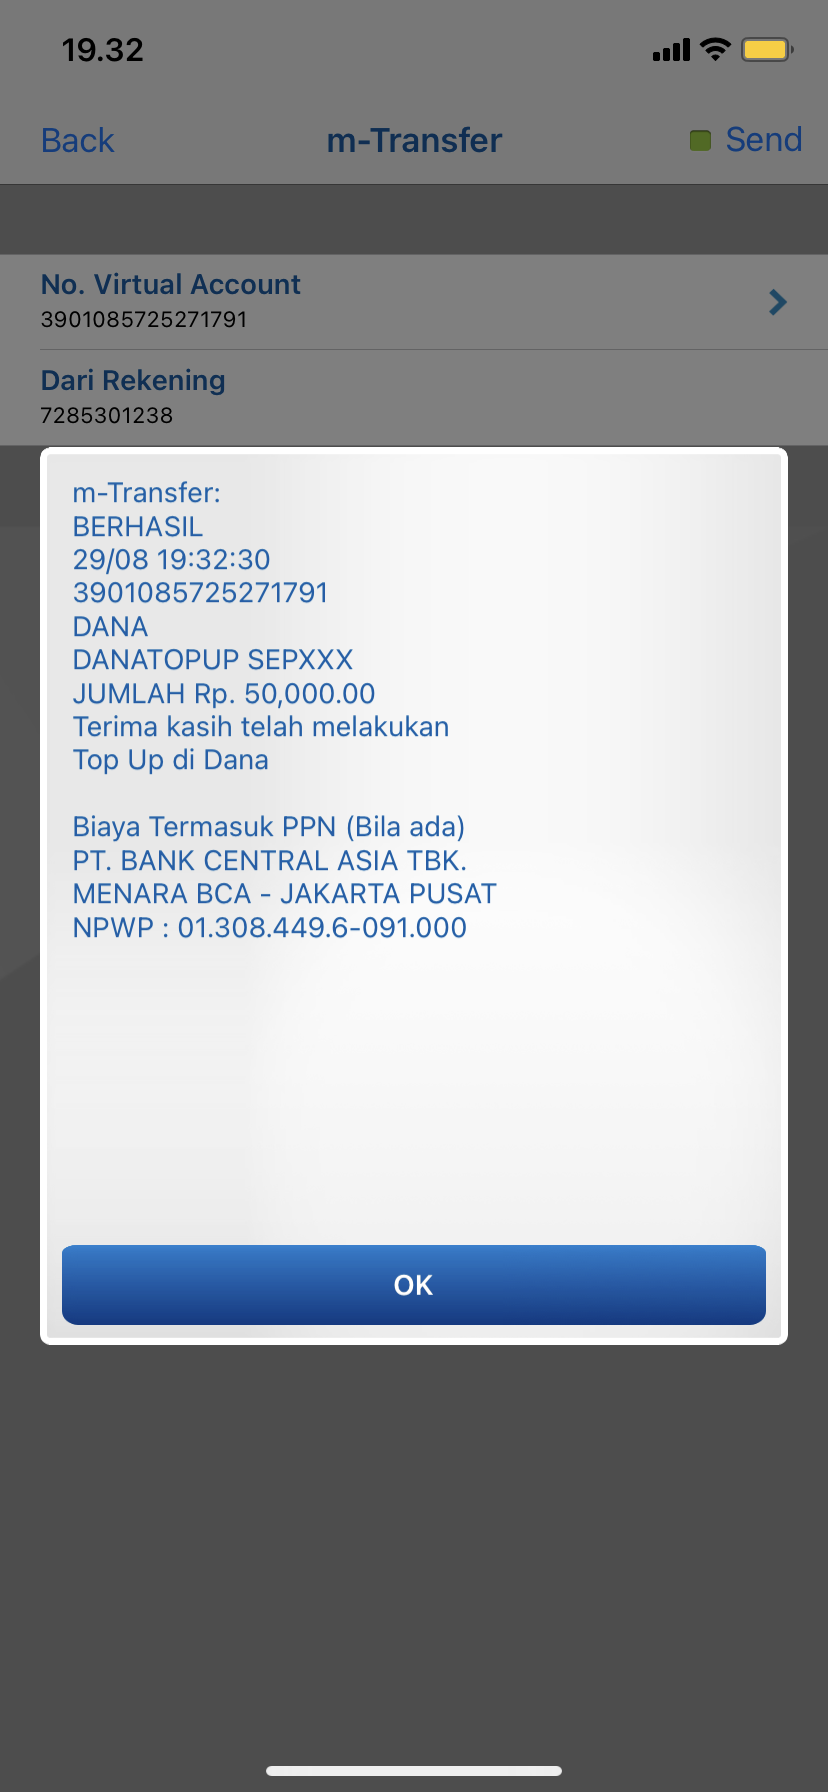 19.32
Back m-Transfer Send
No. Virtual Account
3901085725271791
Dari Rekening
7285301238
m-Transfer:
BERHASIL
29/08 19:32:30
3901085725271791
DANA
DANATOPUP SEPXXX
JUMLAH Rp. 50,000.00
Terima kasih telah melakukan
Top Up di Dana
Biaya Termasuk PPN (Bila ada)
PT. BANK CENTRAL ASIA TBK.
MENARA BCA - JAKARTA PUSAT
NPWP : 01.308.449.6-091.000
OK